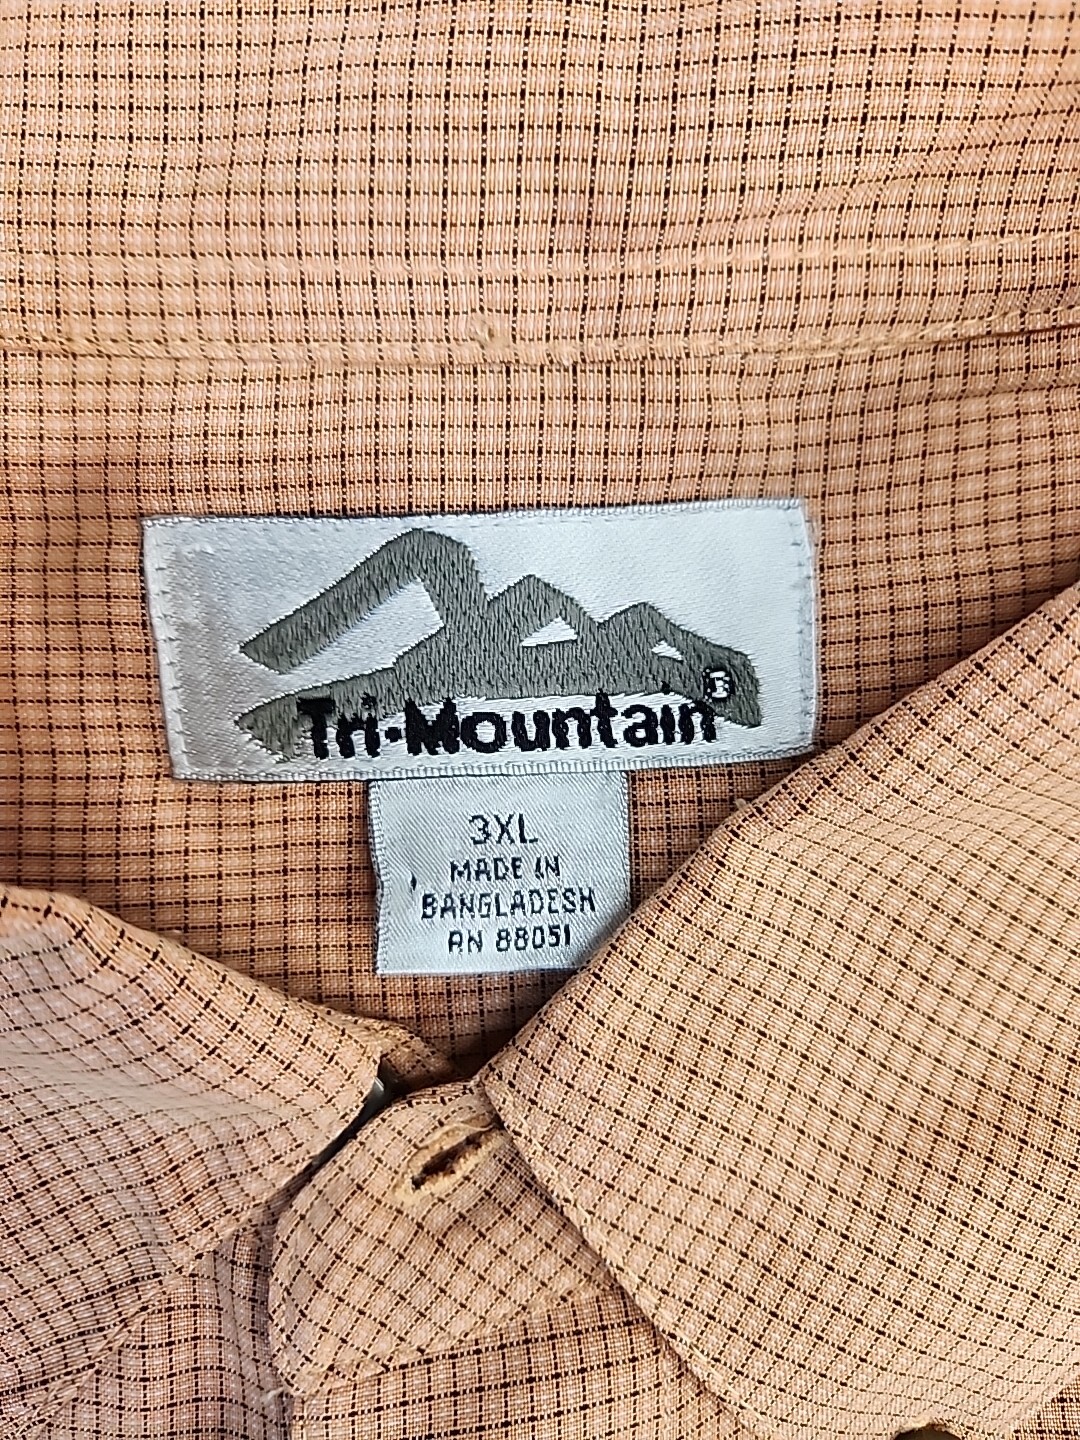 Tri-Mountain®
3XL
MADE IN
BANGLADESH
RN 88051